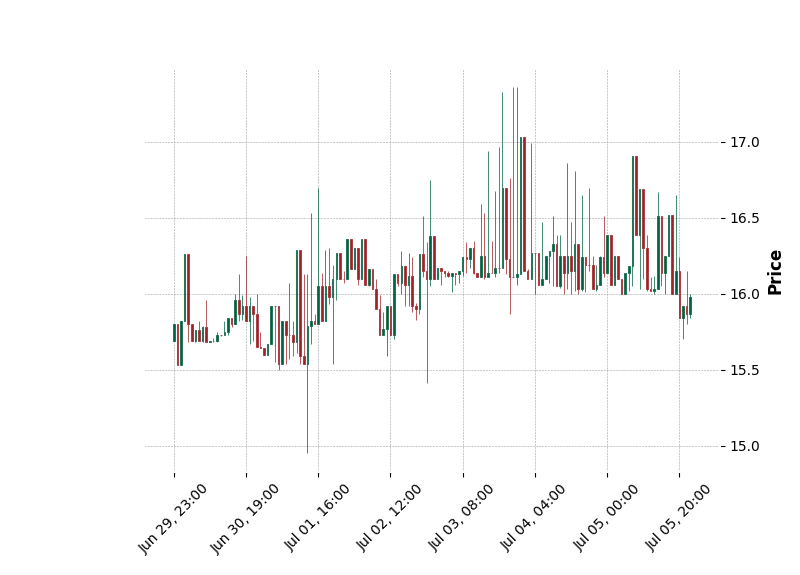 17.0
16.5
16.0
15.5
15.0
Price
Jun 29, 23:00
Jun 30, 19:00
Jul 01, 16:00
Jul 02, 12:00
Jul 03, 08:00
Jul 04, 04:00
Jul 05, 00:00
Jul 05, 20:00